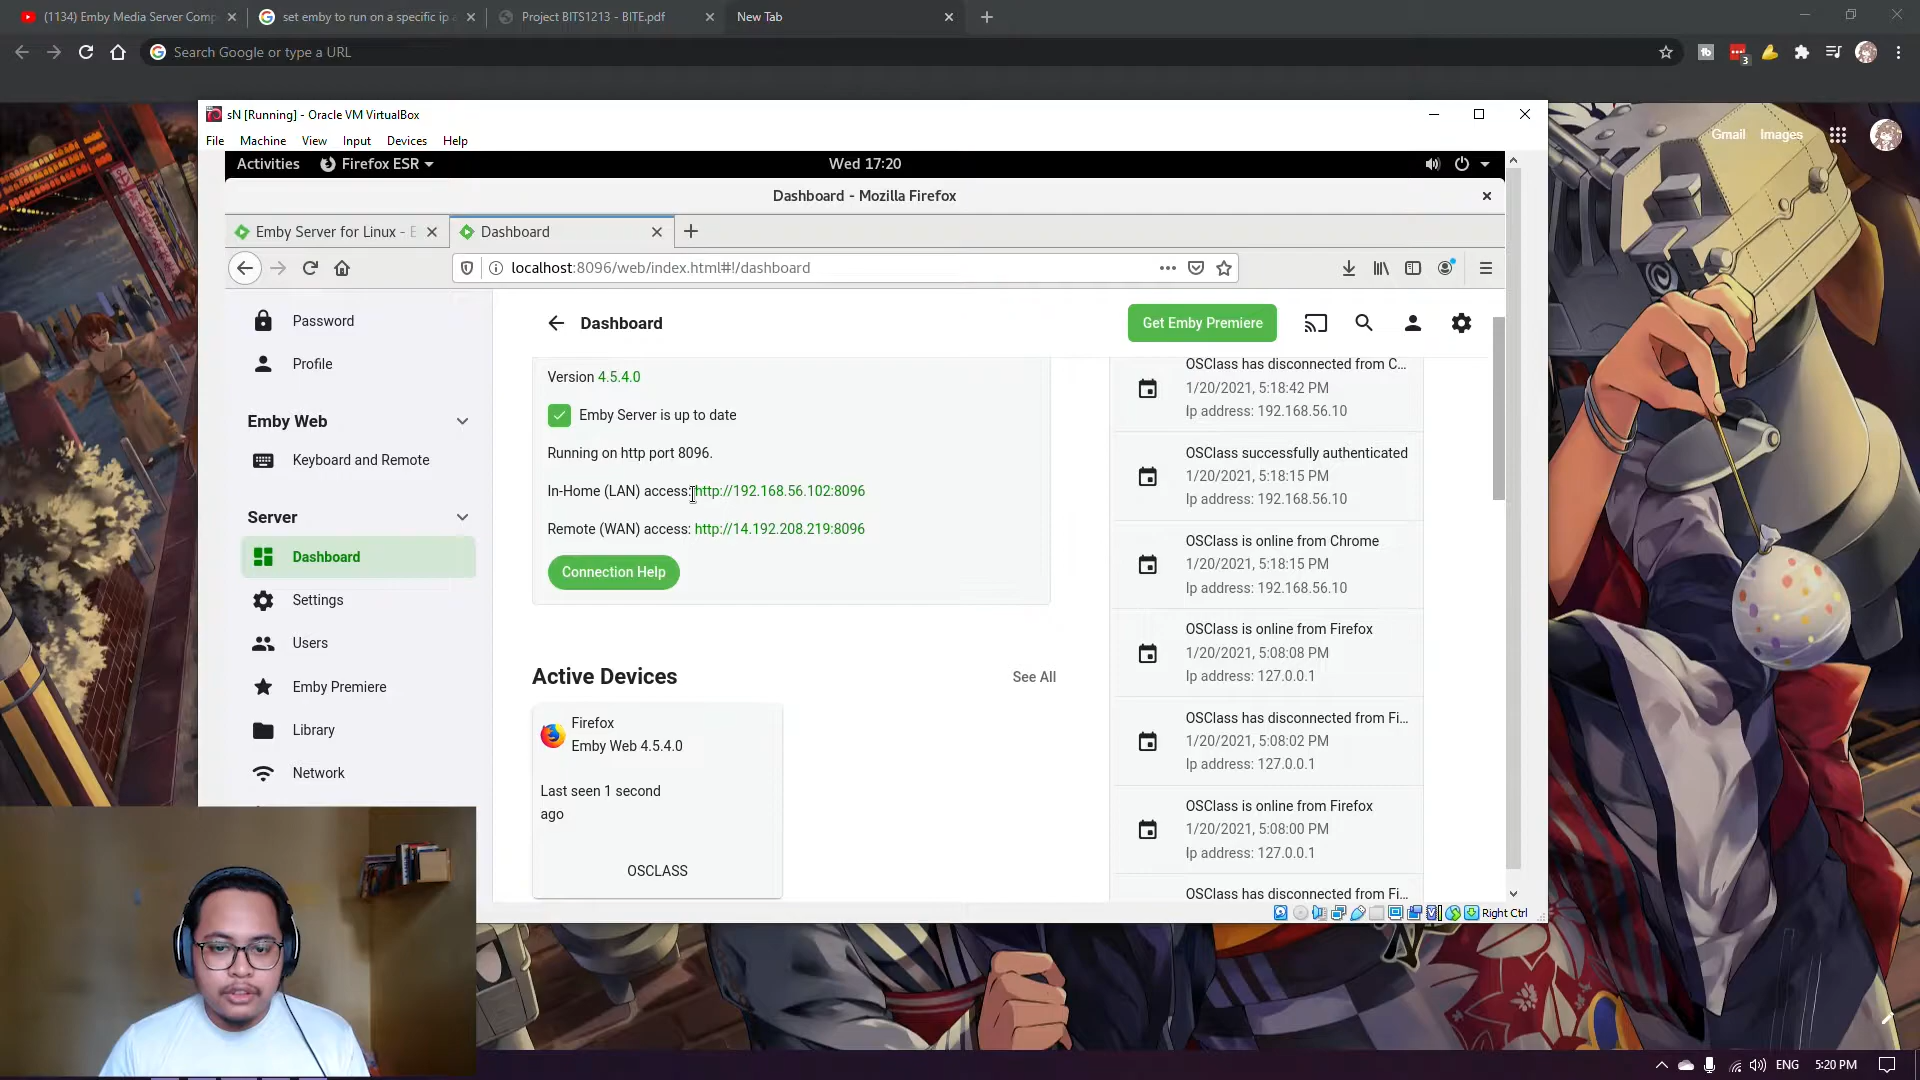 (1134) Emby Media Server Comp
set emby to run on a specific ip a
Project BITS1213 - BITE.pdf
New Tab
Search Google or type a URL
3
Gmail
Images
sN [Running] - Oracle VM VirtualBox
File
Machine
View
Input
Devices
Help
Activities
Firefox ESR
Wed 17:20
Dashboard - Mozilla Firefox
Emby Server for Linux - E
Dashboard
localhost:8096/web/index.html#!/dashboard
Password
Profile
Emby Web
Keyboard and Remote
Server
Dashboard
Settings
Users
Emby Premiere
Library
Network
Dashboard
Get Emby Premiere
Version 4.5.4.0
Emby Server is up to date
Running on http port 8096.
In-Home (LAN) access: http://192.168.56.102:8096
Remote (WAN) access: http://14.192.208.219:8096
Connection Help
Active Devices
See All
Firefox
Emby Web 4.5.4.0
Last seen 1 second
ago
OSCLASS
OSClass has disconnected from C...
1/20/2021, 5:18:42 PM
Ip address: 192.168.56.10
OSClass successfully authenticated
1/20/2021, 5:18:15 PM
Ip address: 192.168.56.10
OSClass is online from Chrome
1/20/2021, 5:18:15 PM
Ip address: 192.168.56.10
OSClass is online from Firefox
1/20/2021, 5:08:08 PM
Ip address: 127.0.0.1
OSClass has disconnected from Fi...
1/20/2021, 5:08:02 PM
Ip address: 127.0.0.1
OSClass is online from Firefox
1/20/2021, 5:08:00 PM
Ip address: 127.0.0.1
OSClass has disconnected from Fi...
Right Ctrl
ENG
5:20 PM